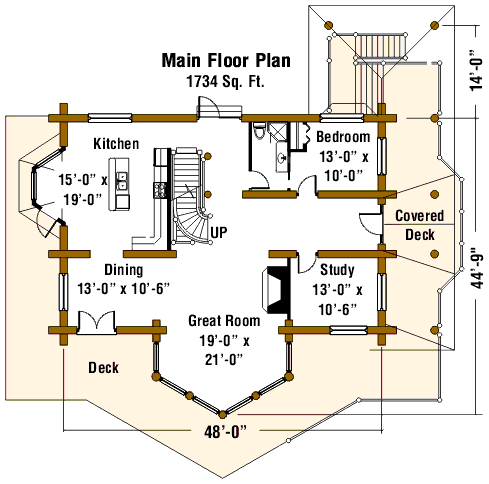 Main Floor Plan
1734 Sq. Ft.
14'-0"
Kitchen
Bedroom
13'-0" x
10'-0"
15'-0" x
19'-0"
Covered
Deck
UP
Dining
13'-0" x 10'-6"
Study
13'-0" x
10'-6"
44'-9"
Great Room
19'-0" x
21'-0"
Deck
48'-0"